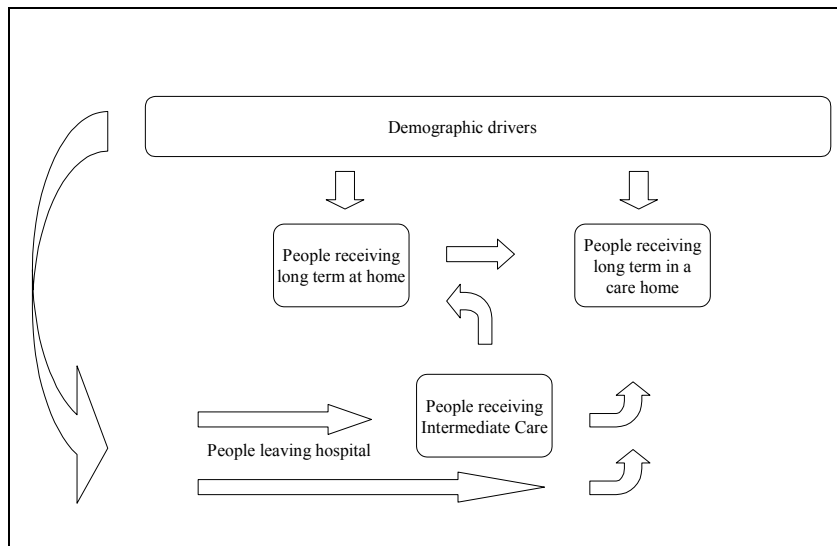 Demographic drivers
People receiving
long term at home
People receiving
long term in a
care home
People receiving
Intermediate Care
People leaving hospital